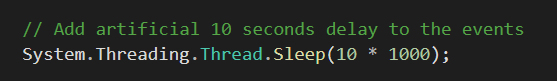 // Add artificial 10 seconds delay to the events
System.Threading.Thread.Sleep(10 * 1000);